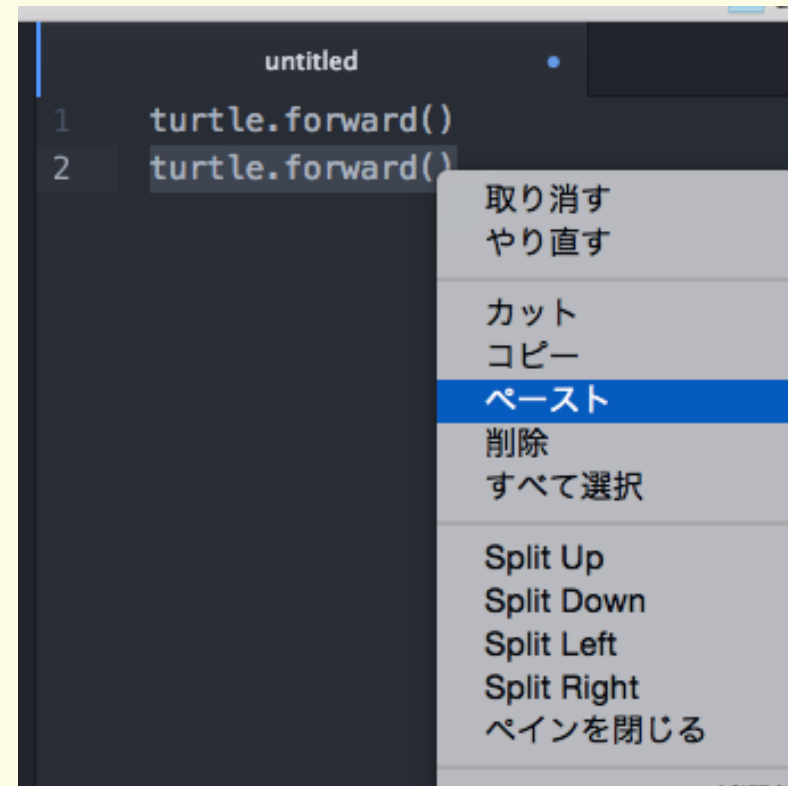 untitled
1 turtle.forward()
2 turtle.forward()
取り消す
やり直す
カット
コピー
ペースト
削除
すべて選択
Split Up
Split Down
Split Left
Split Right
ペインを閉じる